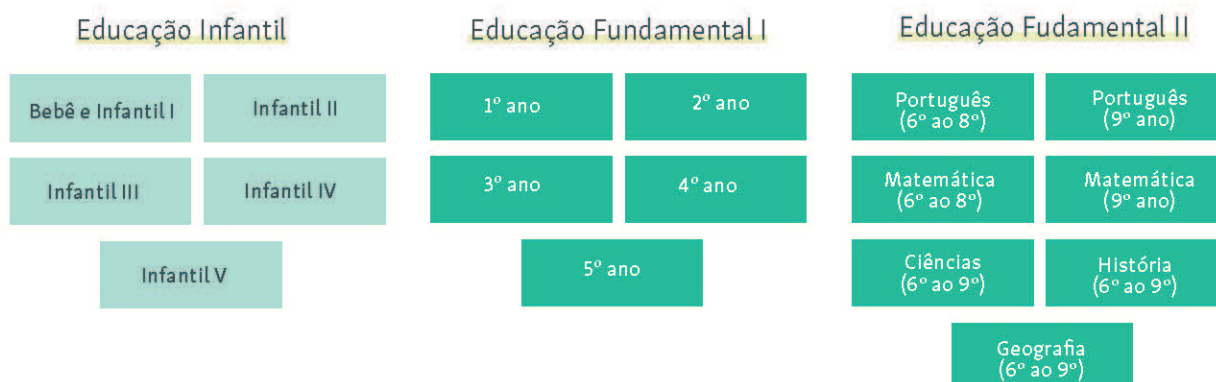 Educação Infantil
Bebê e Infantil I
Infantil II
Infantil III
Infantil IV
Infantil V
Educação Fundamental I
1º ano
2º ano
3º ano
4º ano
5º ano
Educação Fudamental II
Português
(6º ao 8º)
Português
(9º ano)
Matemática
(6º ao 8º)
Matemática
(9º ano)
Ciências
(6º ao 9º)
História
(6º ao 9º)
Geografia
(6º ao 9º)